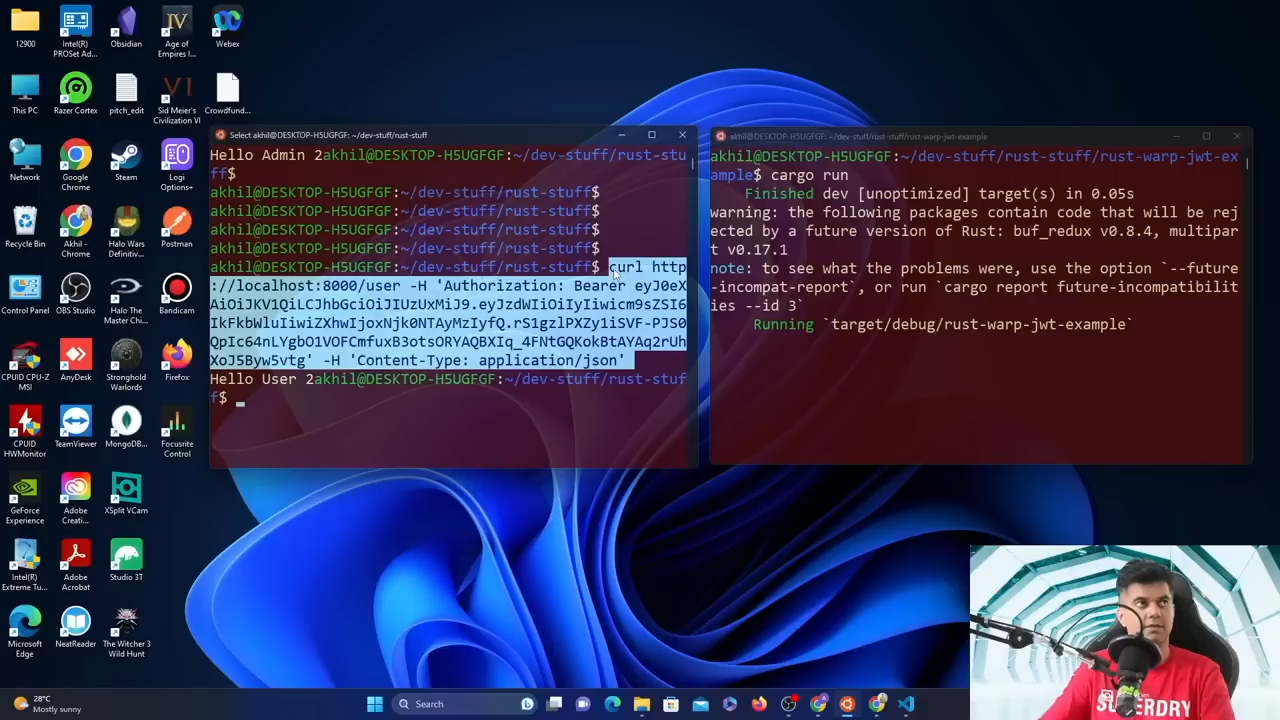 12900
Intel(R) PROSet Ad...
Obsidian
Age of Empires I...
Webex
This PC
Razer Cortex
pitch_edit
Sid Meier's Civilization VI
Crowdfund...
Network
Google Chrome
Steam
Logi Options+
Recycle Bin
Akhil - Chrome
Halo Wars Definitiv...
Postman
Control Panel
OBS Studio
Halo The Master Chi...
Bandicam
CPUID CPU-Z MSI
AnyDesk
Stronghold Warlords
Firefox
CPUID HWMonitor
TeamViewer
MongoDB...
Focusrite Control
GeForce Experience
Adobe Creati...
XSplit VCam
Intel(R) Extreme Tu...
Adobe Acrobat
Studio 3T
Microsoft Edge
NeatReader
The Witcher 3 Wild Hunt
Select akhil@DESKTOP-H5UGFGF: ~/dev-stuff/rust-stuff
Hello Admin 2akhil@DESKTOP-H5UGFGF:~/dev-stuff/rust-stu
ff$
akhil@DESKTOP-H5UGFGF:~/dev-stuff/rust-stuff$
akhil@DESKTOP-H5UGFGF:~/dev-stuff/rust-stuff$
akhil@DESKTOP-H5UGFGF:~/dev-stuff/rust-stuff$
akhil@DESKTOP-H5UGFGF:~/dev-stuff/rust-stuff$
akhil@DESKTOP-H5UGFGF:~/dev-stuff/rust-stuff$ curl http
://localhost:8000/user -H 'Authorization: Bearer eyJ0eX
AiOiJKV1QiLCJhbGciOiJIUzUxMiJ9.eyJzdWIiOiIyIiwicm9sZSI6
IkFkbWluIiwiZXhwIjoxNjk0NTAyMzIyfQ.rS1gzlPXZy1iSVF-PJS0
QpIc64nLYgbO1VOFCmfuxB3otsORYAQBXIq_4FNtGQKokBtAYAq2rUh
XoJ5Byw5vtg' -H 'Content-Type: application/json'
Hello User 2akhil@DESKTOP-H5UGFGF:~/dev-stuff/rust-stuf
f$
akhil@DESKTOP-H5UGFGF: ~/dev-stuff/rust-stuff/rust-warp-jwt-example
akhil@DESKTOP-H5UGFGF:~/dev-stuff/rust-stuff/rust-warp-jwt-ex
ample$ cargo run
Finished dev [unoptimized] target(s) in 0.05s
warning: the following packages contain code that will be rej
ected by a future version of Rust: buf_redux v0.8.4, multipar
t v0.17.1
note: to see what the problems were, use the option `--future
-incompat-report`, or run `cargo report future-incompatibilit
ies --id 3`
Running `target/debug/rust-warp-jwt-example`
SUPERDRY
28°C
Mostly sunny
Search